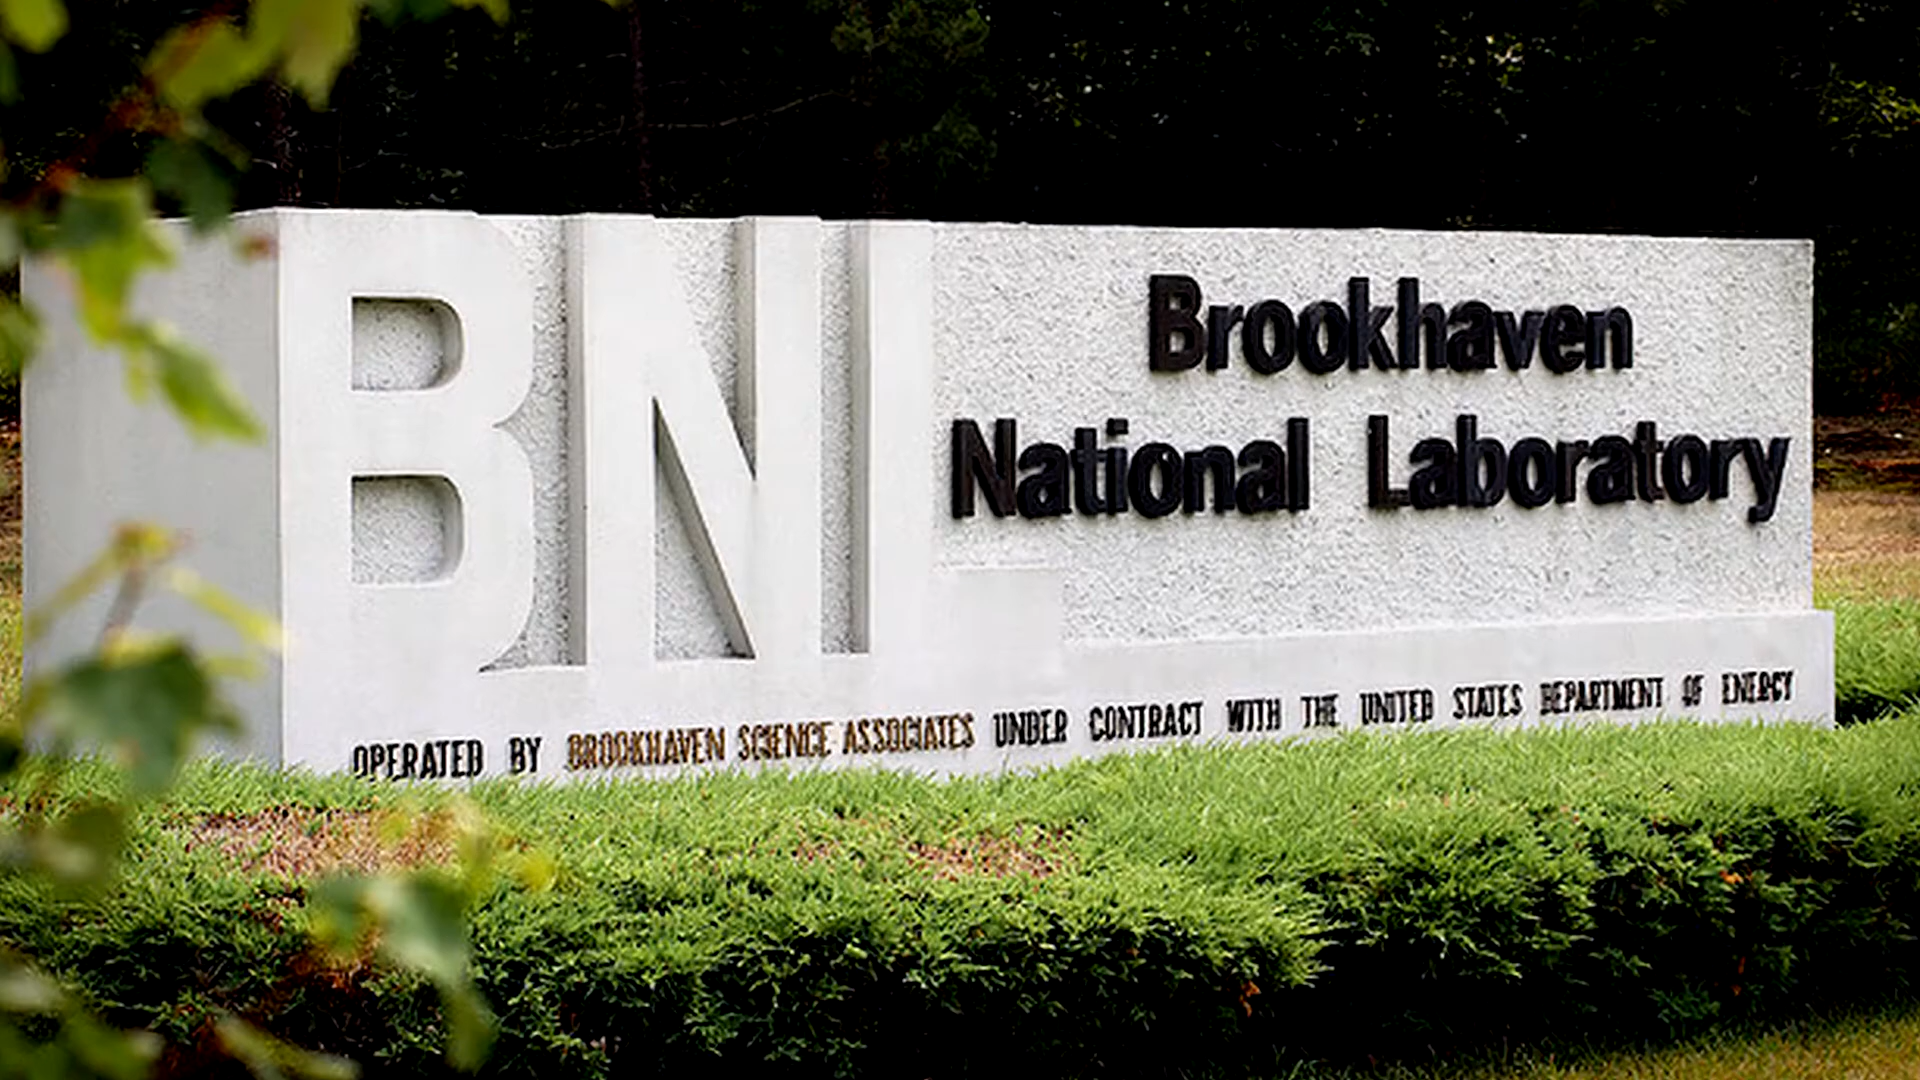 BNL
Brookhaven
National Laboratory
OPERATED BY BROOKHAVEN SCIENCE ASSOCIATES UNDER CONTRACT WITH THE UNITED STATES DEPARTMENT OF ENERGY